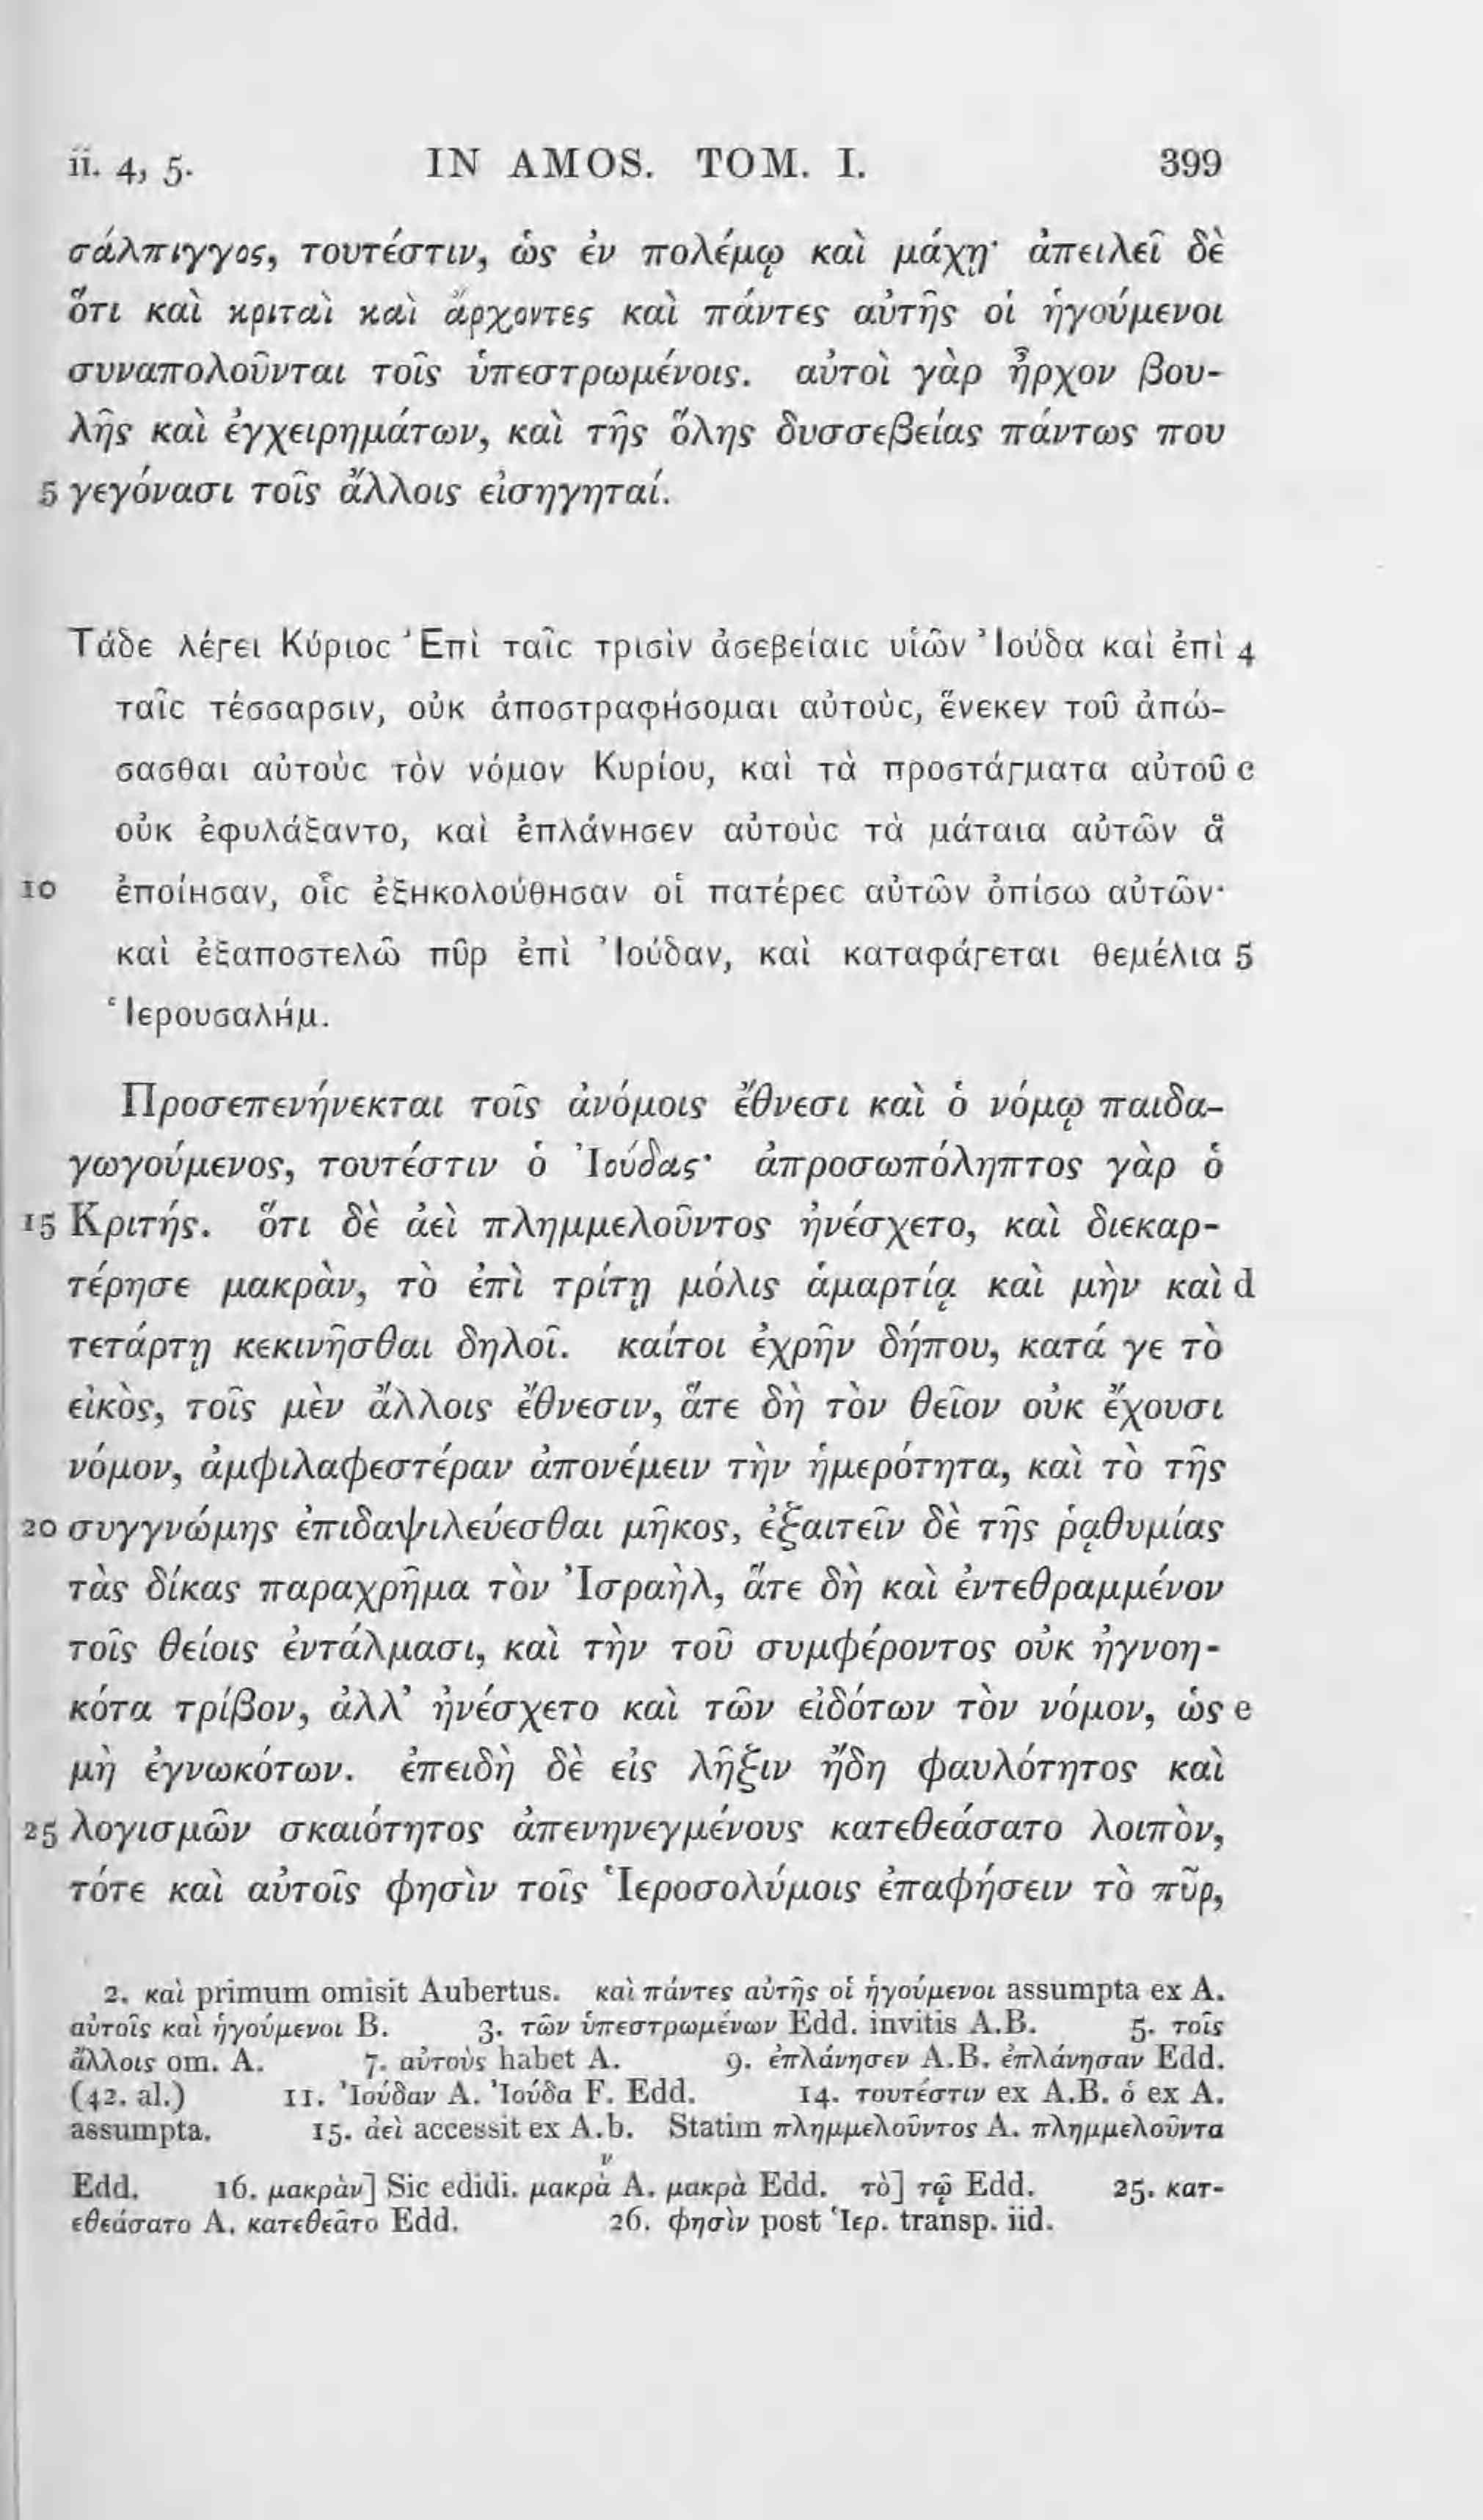 ii. 4, 5. IN AMOS. TOM. I. 399
σάλπιγγος, τουτέστιν, ὡς ἐν πολέμῳ καὶ μάχῃ· ἀπειλεῖ δὲ
ὅτι καὶ κριταὶ καὶ ἄρχοντες καὶ πάντες αὐτῆς οἱ ἡγούμενοι
συναπολοῦνται τοῖς ὑπεστρωμένοις. αὐτοὶ γὰρ ἦρχον βου-
λῆς καὶ ἐγχειρημάτων, καὶ τῆς ὅλης δυσσεβείας πάντως που
5 γεγόνασι τοῖς ἄλλοις εἰσηγηταί.
Τάδε λέγει Κύριος Ἐπὶ ταῖς τρισὶν ἀσεβείαις υἱῶν Ἰούδα καὶ ἐπὶ 4
ταῖς τέσσαρσιν, οὐκ ἀποστραφήσομαι αὐτοὺς, ἕνεκεν τοῦ ἀπώ-
σασθαι αὐτοὺς τὸν νόμον Κυρίου, καὶ τὰ προστάγματα αὐτοῦ c
οὐκ ἐφυλάξαντο, καὶ ἐπλάνησεν αὐτοὺς τὰ μάταια αὐτῶν ἃ
10 ἐποίησαν, οἷς ἐξηκολούθησαν οἱ πατέρες αὐτῶν ὀπίσω αὐτῶν·
καὶ ἐξαποστελῶ πῦρ ἐπὶ Ἰούδαν, καὶ καταφάγεται θεμέλια 5
Ἱερουσαλήμ.
Προσεπενήνεκται τοῖς ἀνόμοις ἔθνεσι καὶ ὁ νόμῳ παιδα-
γωγούμενος, τουτέστιν ὁ Ἰούδας· ἀπροσωπόληπτος γὰρ ὁ
15 Κριτής. ὅτι δὲ ἀεὶ πλημμελοῦντος ἠνέσχετο, καὶ διεκαρ-
τέρησε μακρὰν, τὸ ἐπὶ τρίτῃ μόλις ἁμαρτίᾳ καὶ μὴν καὶ d
τετάρτῃ κεκινῆσθαι δηλοῖ. καίτοι ἐχρῆν δήπου, κατά γε τὸ
εἰκὸς, τοῖς μὲν ἄλλοις ἔθνεσιν, ἅτε δὴ τὸν θεῖον οὐκ ἔχουσι
νόμον, ἀμφιλαφεστέραν ἀπονέμειν τὴν ἡμερότητα, καὶ τὸ τῆς
20 συγγνώμης ἐπιδαψιλεύεσθαι μῆκος, ἐξαιτεῖν δὲ τῆς ῥᾳθυμίας
τὰς δίκας παραχρῆμα τὸν Ἰσραὴλ, ἅτε δὴ καὶ ἐντεθραμμένον
τοῖς θείοις ἐντάλμασι, καὶ τὴν τοῦ συμφέροντος οὐκ ἠγνοη-
κότα τρίβον, ἀλλ’ ἠνέσχετο καὶ τῶν εἰδότων τὸν νόμον, ὡς e
μὴ ἐγνωκότων. ἐπειδὴ δὲ εἰς λῆξιν ἤδη φαυλότητος καὶ
25 λογισμῶν σκαιότητος ἀπενηνεγμένους κατεθεάσατο λοιπὸν,
τότε καὶ αὐτοῖς φησὶν τοῖς Ἱεροσολύμοις ἐπαφήσειν τὸ πῦρ,
2. καὶ primum omisit Aubertus. καὶ πάντες αὐτῆς οἱ ἡγούμενοι assumpta ex A.
αὐτοῖς καὶ ἡγούμενοι B. 3. τῶν ὑπεστρωμένων Edd. invitis A.B. 5. τοῖς
ἄλλοις om. A. 7. αὐτοὺς habet A. 9. ἐπλάνησεν A.B. ἐπλάνησαν Edd.
(42. al.) 11. Ἰούδαν A. Ἰούδα F. Edd. 14. τουτέστιν ex A.B. ὁ ex A.
assumpta. 15. ἀεὶ accessit ex A.b. Statim πλημμελοῦντος A. πλημμελοῦντα
Edd. 16. μακρὰν] Sic edidi. μακρὰ̀ν A. μακρὰ Edd. τὸ] τῷ Edd. 25. κατ-
εθεάσατο A. κατεθεᾶτο Edd. 26. φησὶν post Ἱερ. transp. iid.